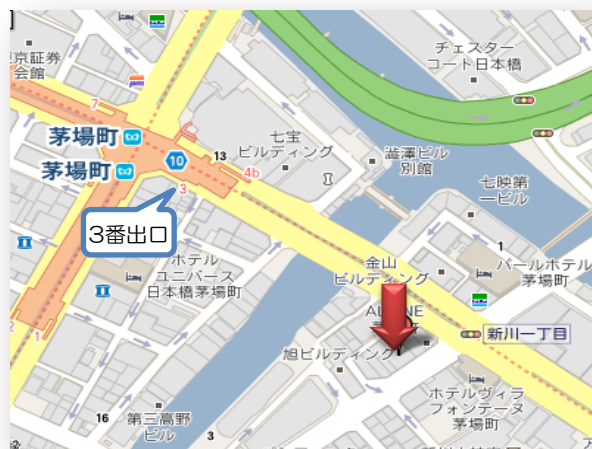 東京証券
会館
チェスター
コート日本橋
7
茅場町
七宝
ビルディング
茅場町
10
13
澁澤ビル
別館
3
4b
七映第
一ビル
3番出口
1
ホテル
ユニバース
日本橋茅場町
金山
ビルディング
パールホテル
茅場町
2
1
新川一丁目
旭ビルディング
ホテルヴィラ
フォンテーヌ
茅場町
16
第三高野
ビル
3